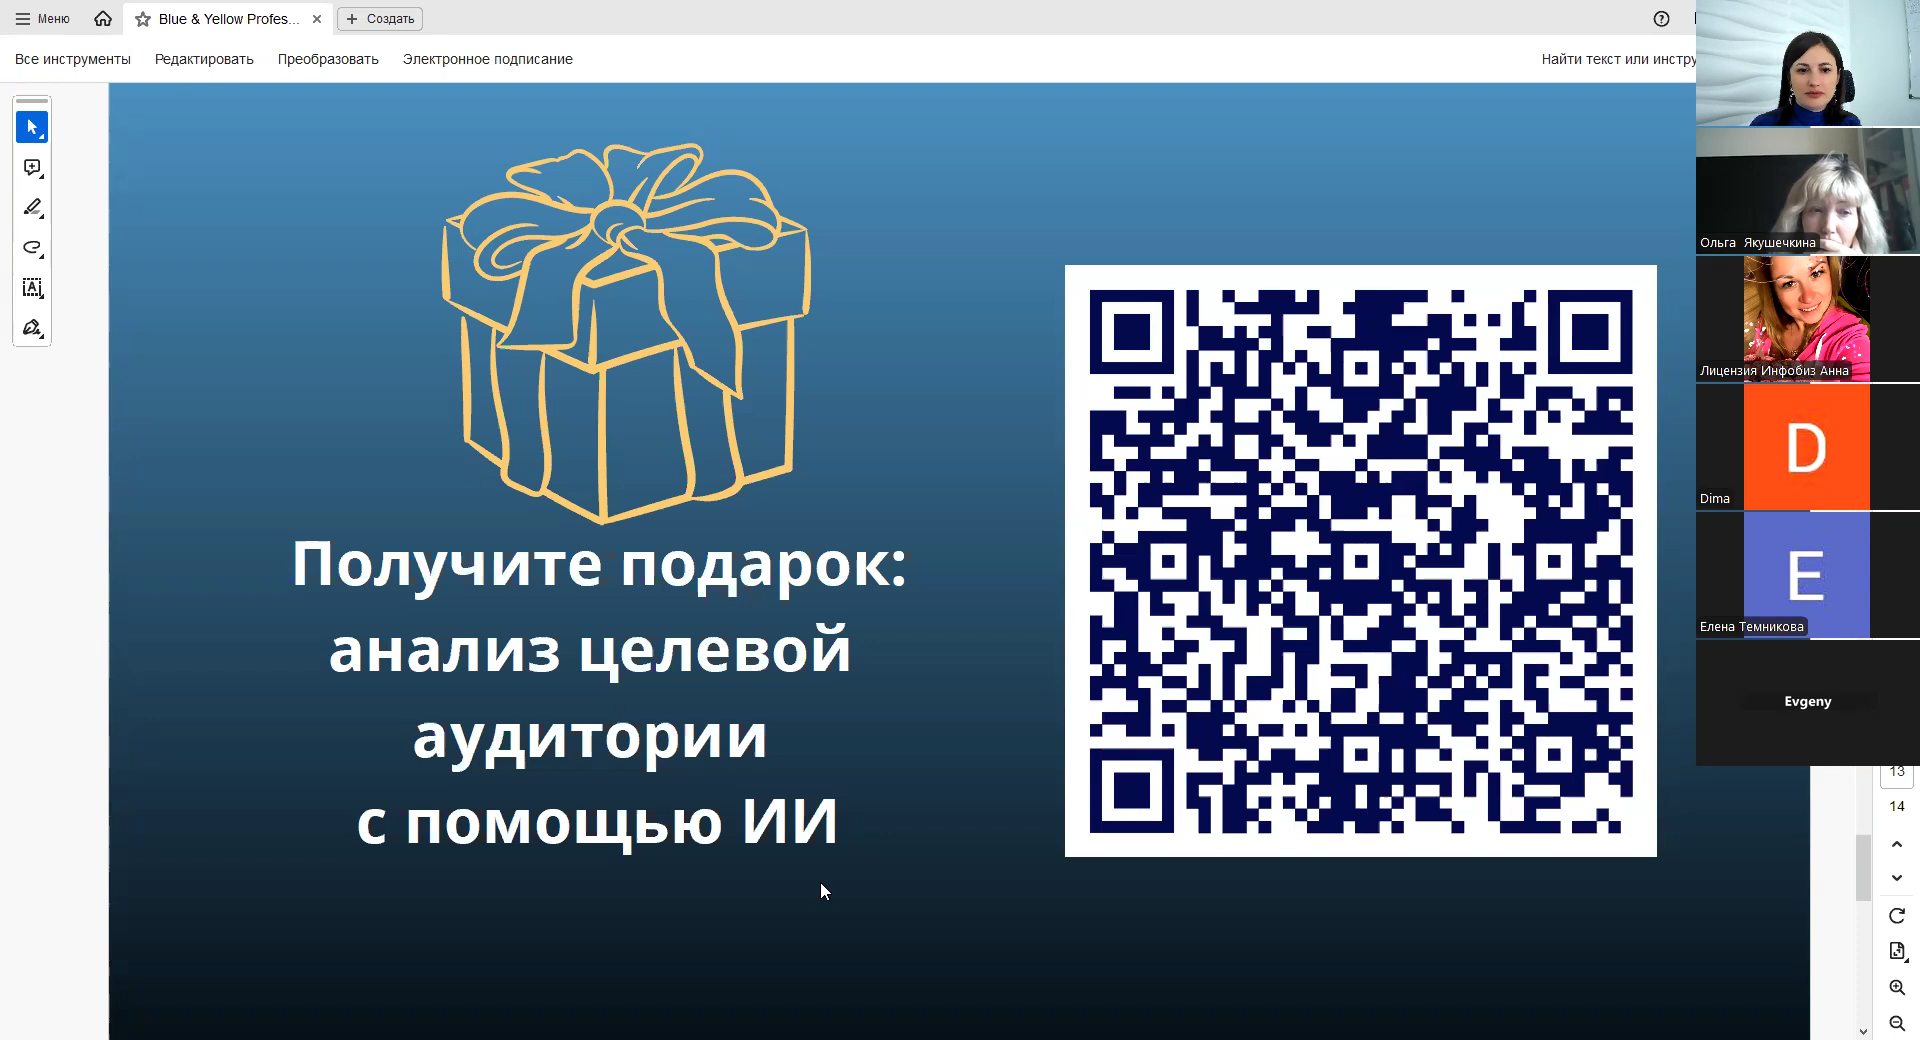 Меню
Blue & Yellow Profes...
Создать
Все инструменты
Редактировать
Преобразовать
Электронное подписание
Найти текст или инстру
Получите подарок:
анализ целевой
аудитории
с помощью ИИ
Ольга Якушечкина
Лицензия Инфобиз Анна
D
Dima
E
Елена Темникова
Evgeny
13
14